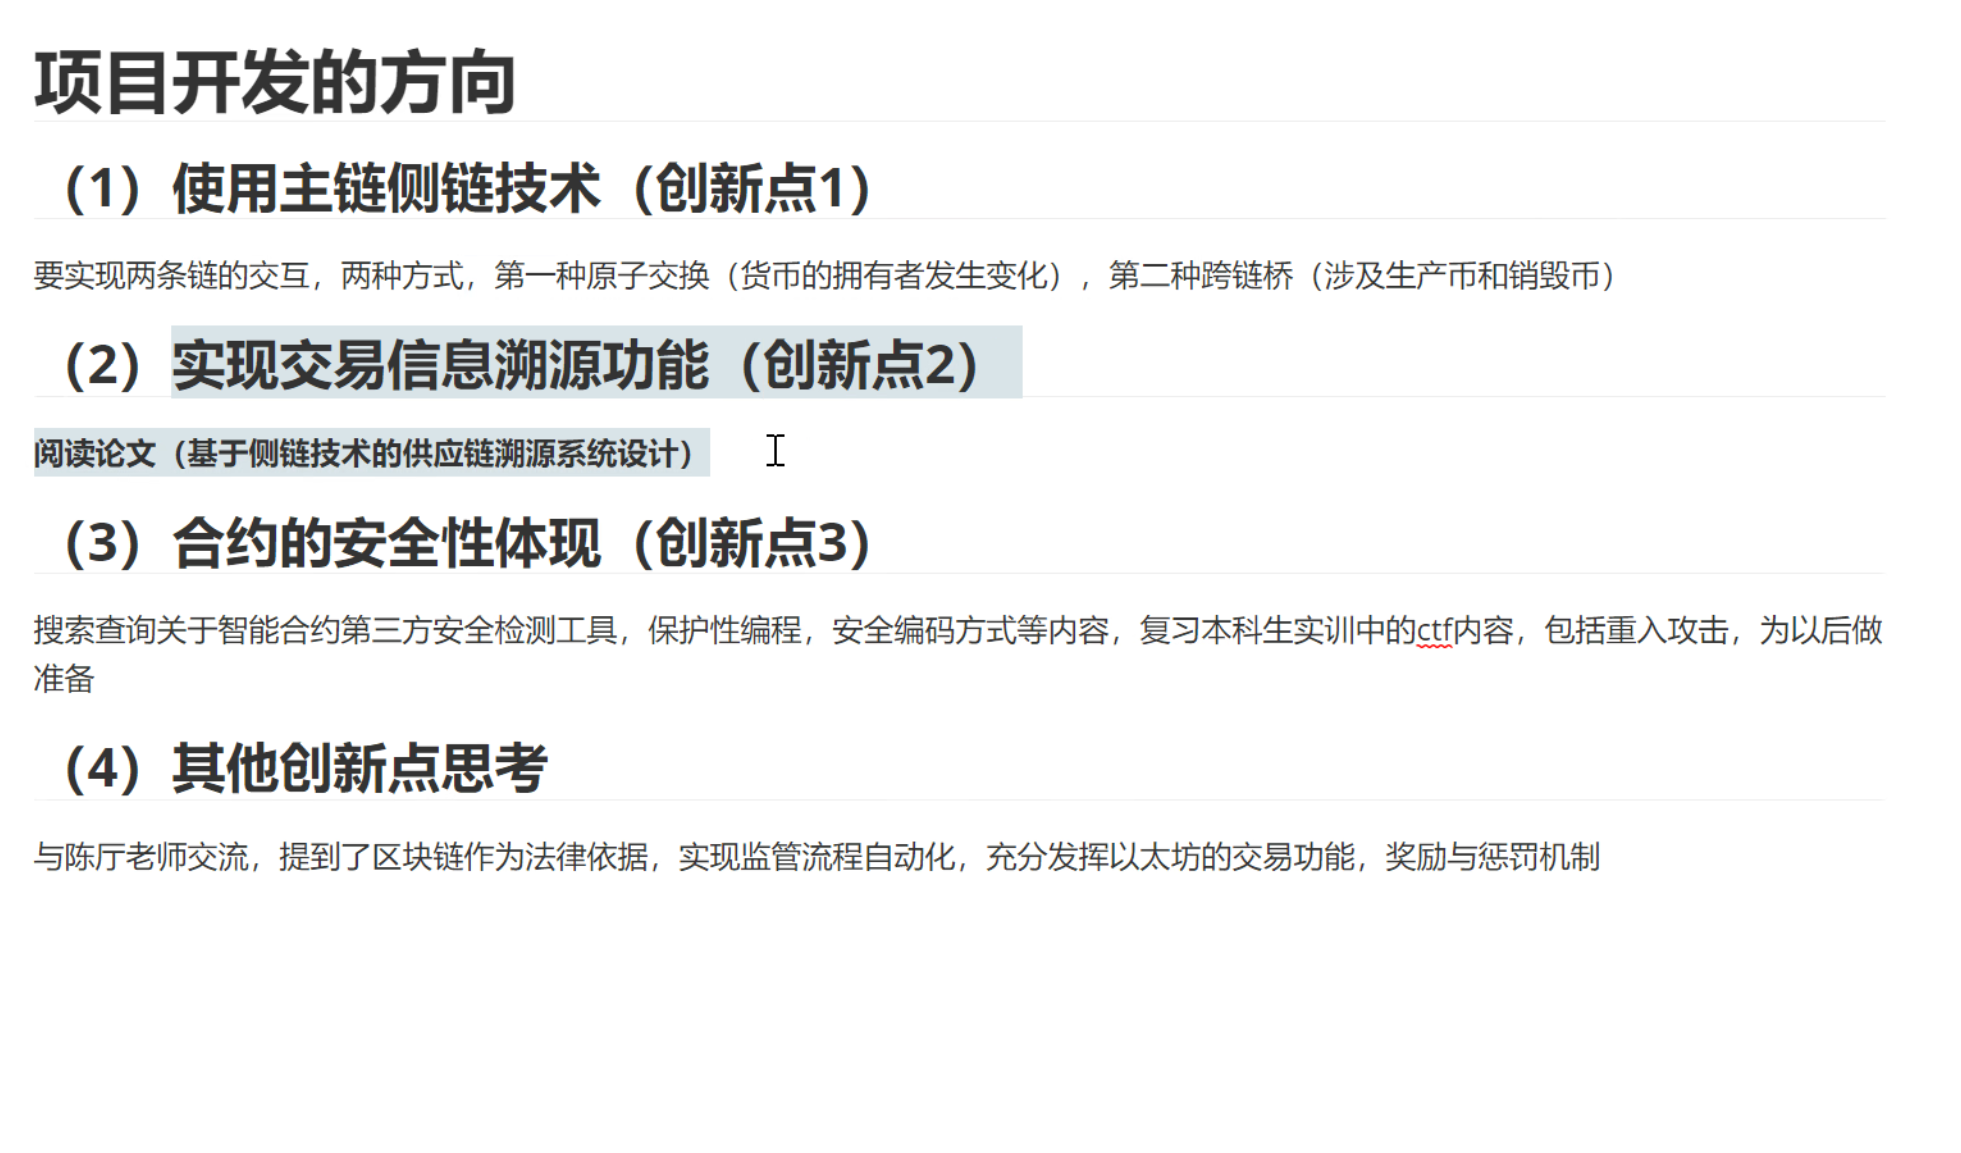 项目开发的方向
（1）使用主链侧链技术（创新点1）
要实现两条链的交互，两种方式，第一种原子交换（货币的拥有者发生变化），第二种跨链桥（涉及生产币和销毁币）
（2）实现交易信息溯源功能（创新点2）
阅读论文（基于侧链技术的供应链溯源系统设计）
（3）合约的安全性体现（创新点3）
搜索查询关于智能合约第三方安全检测工具，保护性编程，安全编码方式等内容，复习本科生实训中的ctf内容，包括重入攻击，为以后做
准备
（4）其他创新点思考
与陈厅老师交流，提到了区块链作为法律依据，实现监管流程自动化，充分发挥以太坊的交易功能，奖励与惩罚机制